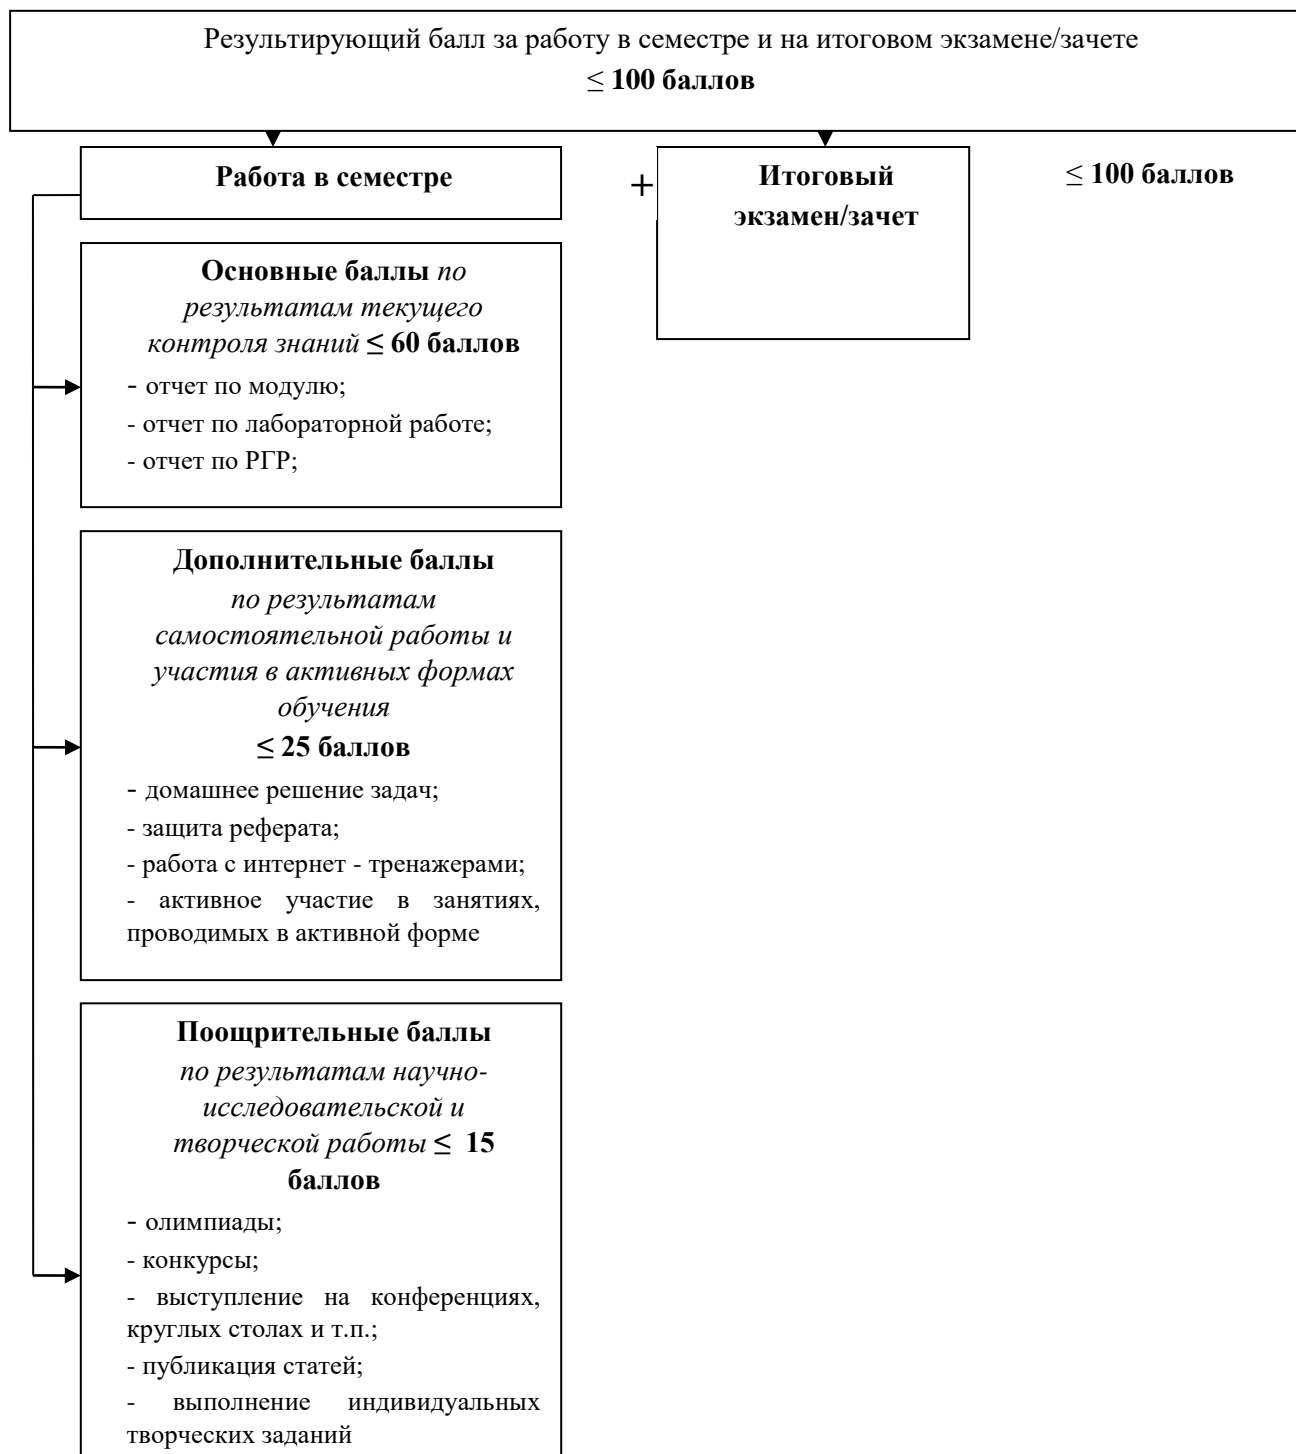 Результирующий балл за работу в семестре и на итоговом экзамене/зачете
≤ 100 баллов
Работа в семестре
+
Итоговый
экзамен/зачет
≤ 100 баллов
Основные баллы по
результатам текущего
контроля знаний ≤ 60 баллов
- отчет по модулю;
- отчет по лабораторной работе;
- отчет по РГР;
Дополнительные баллы
по результатам
самостоятельной работы и
участия в активных формах
обучения
≤ 25 баллов
- домашнее решение задач;
- защита реферата;
- работа с интернет - тренажерами;
- активное участие в занятиях,
проводимых в активной форме
Поощрительные баллы
по результатам научно-
исследовательской и
творческой работы ≤ 15
баллов
- олимпиады;
- конкурсы;
- выступление на конференциях,
круглых столах и т.п.;
- публикация статей;
- выполнение индивидуальных
творческих заданий